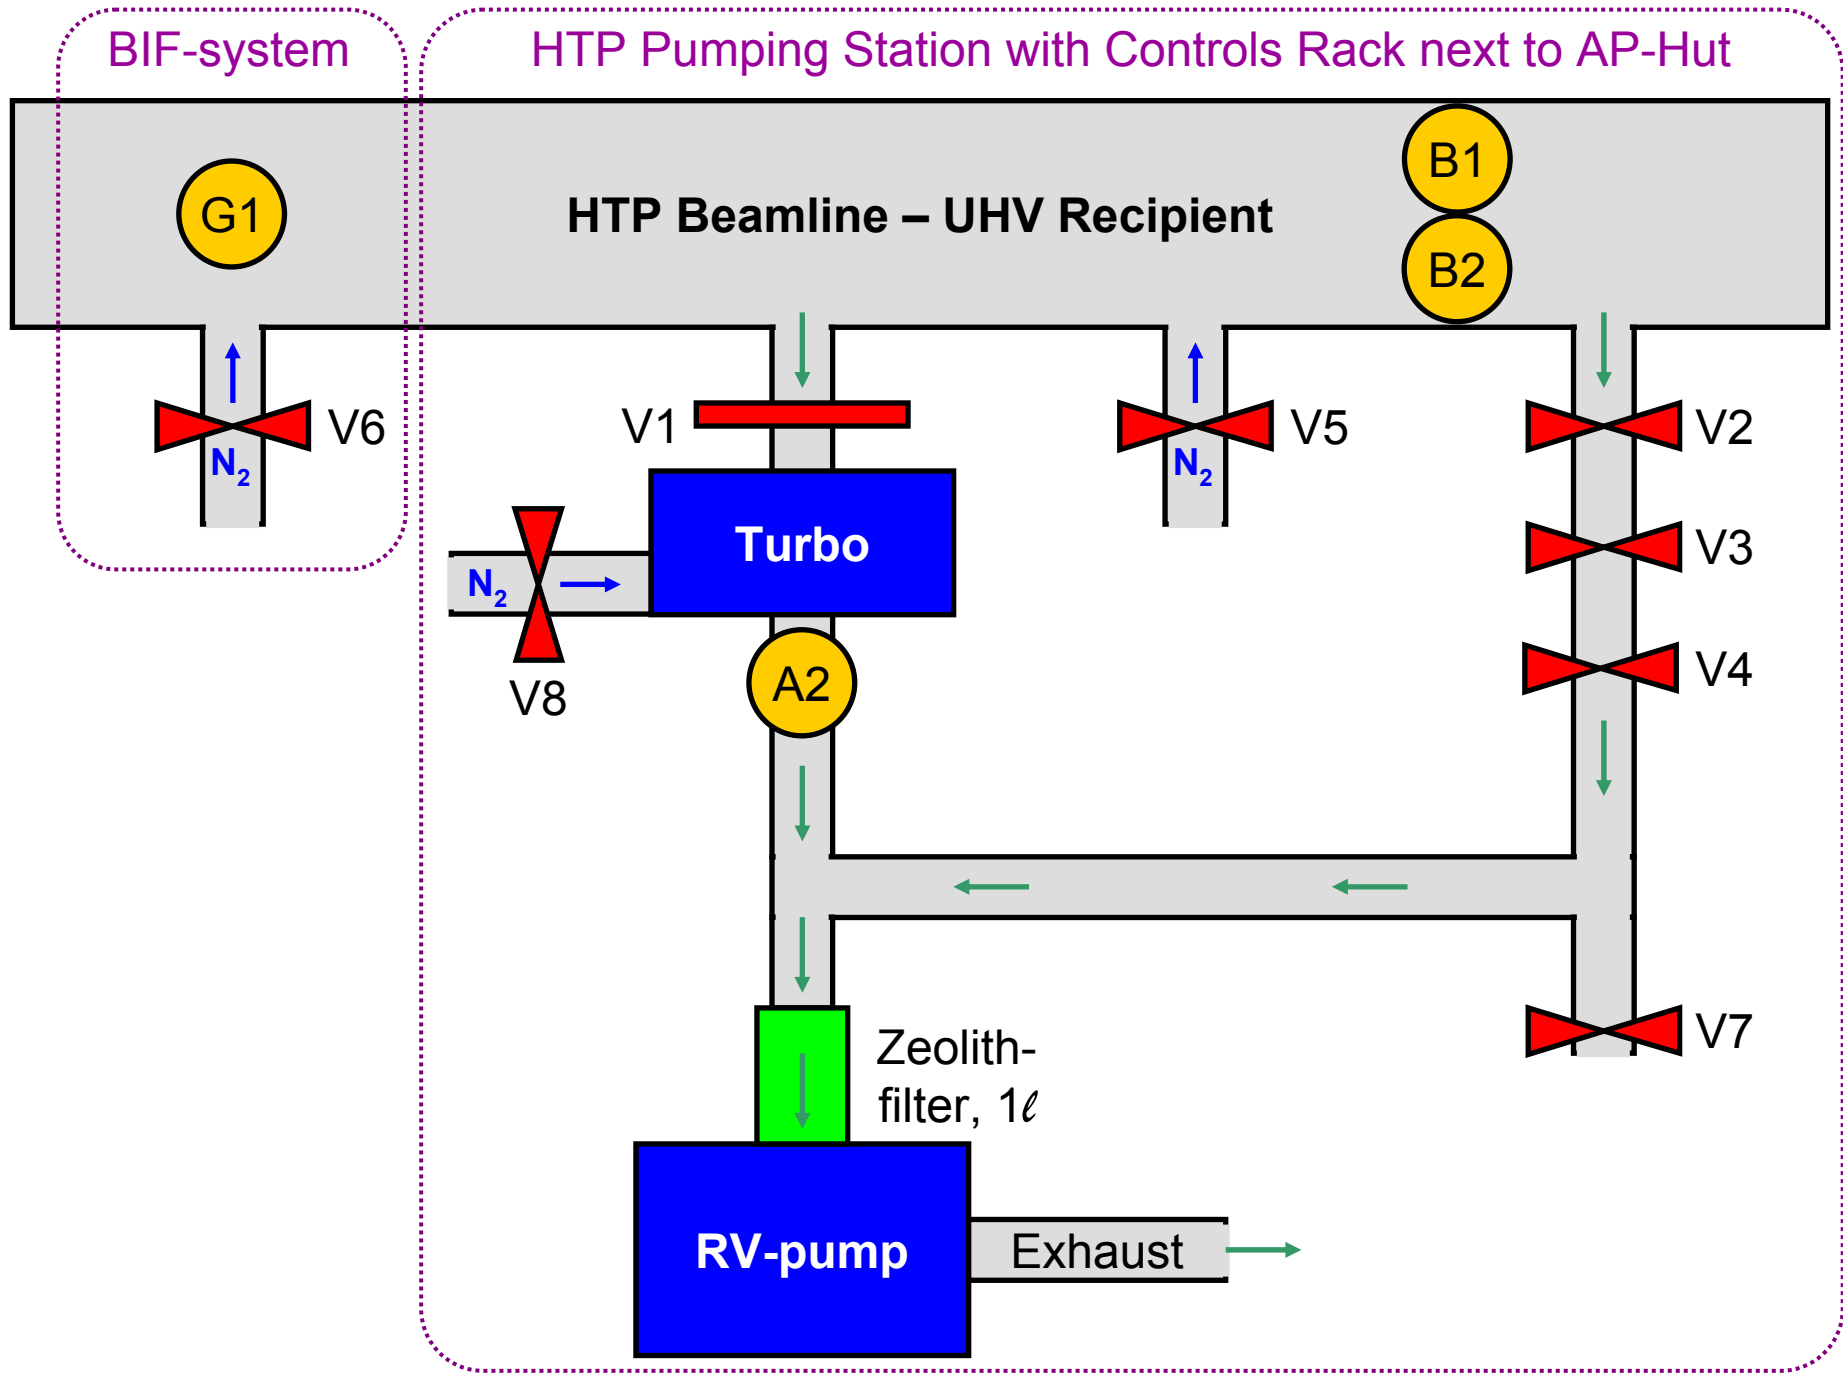 BIF-system
HTP Pumping Station with Controls Rack next to AP-Hut
B1
G1
HTP Beamline – UHV Recipient
B2
V6
V1
V5
V2
N₂
N₂
Turbo
V3
N₂
V8
A2
V4
Zeolith-
filter, 1ℓ
V7
RV-pump
Exhaust